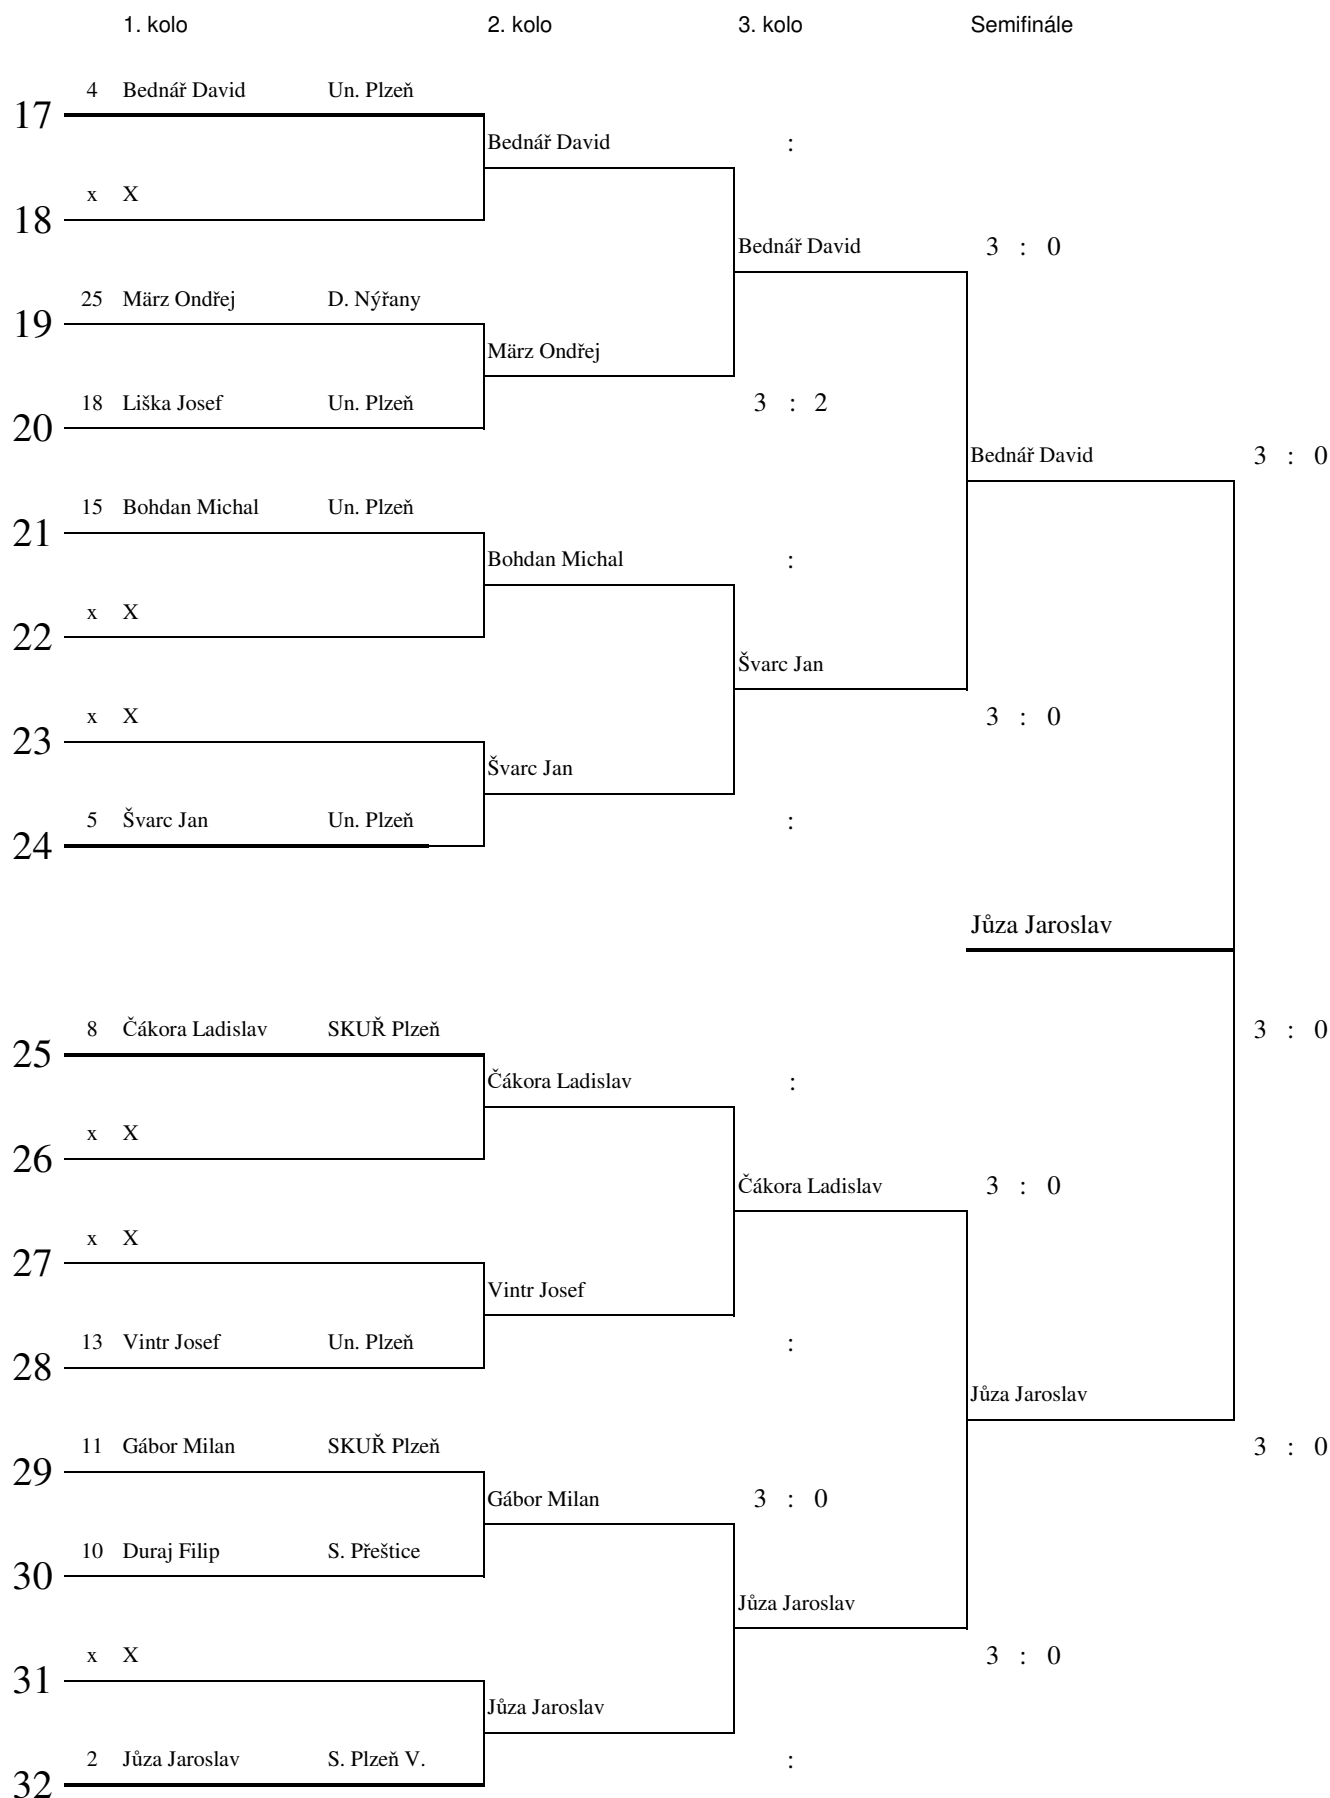 1. kolo 2. kolo 3. kolo Semifinále
4 Bednář David Un. Plzeň
17
Bednář David :
x X
18
Bednář David 3 : 0
25 März Ondřej D. Nýřany
19
März Ondřej
18 Liška Josef Un. Plzeň 3 : 2
20
Bednář David 3 : 0
15 Bohdan Michal Un. Plzeň
21
Bohdan Michal :
x X
22
Švarc Jan
x X 3 : 0
23
Švarc Jan
5 Švarc Jan Un. Plzeň :
24
Jůza Jaroslav
8 Čákora Ladislav SKUŘ Plzeň 3 : 0
25
Čákora Ladislav :
x X
26
Čákora Ladislav 3 : 0
x X
27
Vintr Josef
13 Vintr Josef Un. Plzeň :
28
Jůza Jaroslav
11 Gábor Milan SKUŘ Plzeň 3 : 0
29
Gábor Milan 3 : 0
10 Duraj Filip S. Přeštice
30
Jůza Jaroslav
x X 3 : 0
31
Jůza Jaroslav
2 Jůza Jaroslav S. Plzeň V. :
32